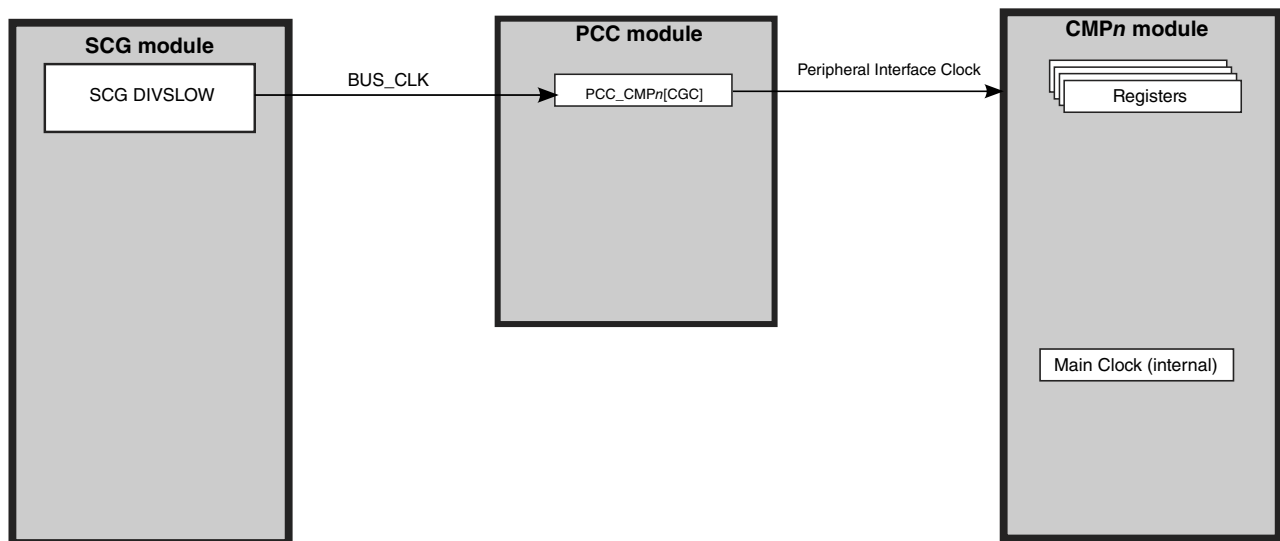 SCG module
SCG DIVSLOW
BUS_CLK
PCC module
PCC_CMPn[CGC]
Peripheral Interface Clock
CMPn module
Registers
Main Clock (internal)